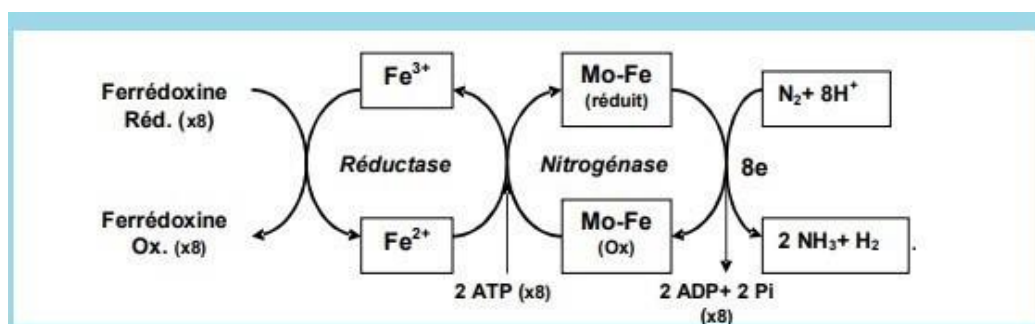 Ferrédoxine
Réd. (x8)
Fe³⁺
Mo-Fe
(réduit)
N₂+ 8H⁺
Réductase
Nitrogénase
8e
Ferrédoxine
Ox. (x8)
Fe²⁺
Mo-Fe
(Ox)
2 NH₃+ H₂
.
2 ATP (x8)
2 ADP+ 2 Pi
(x8)